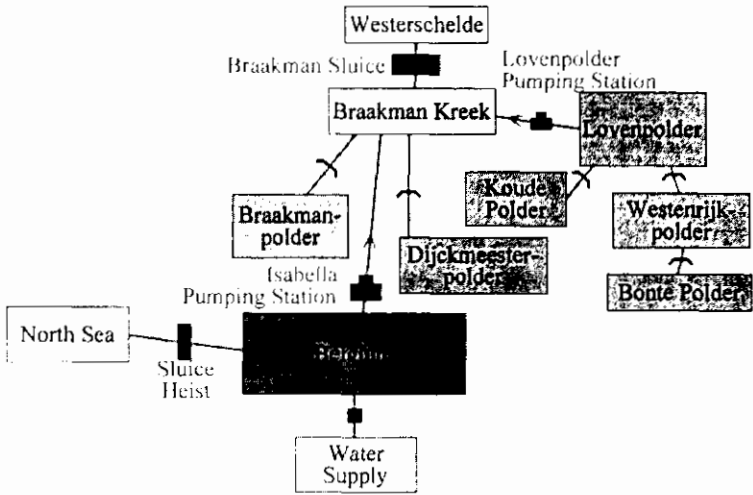 Westerschelde
Braakman Sluice
Lovenpolder
Pumping Station
Braakman Kreek
Lovenpolder
Koude
Polder
Westenrijk-
polder
Braakman-
polder
Dijckmeester-
polder
Bonte Polder
Isabella
Pumping Station
North Sea
Sluice
Heist
Water
Supply